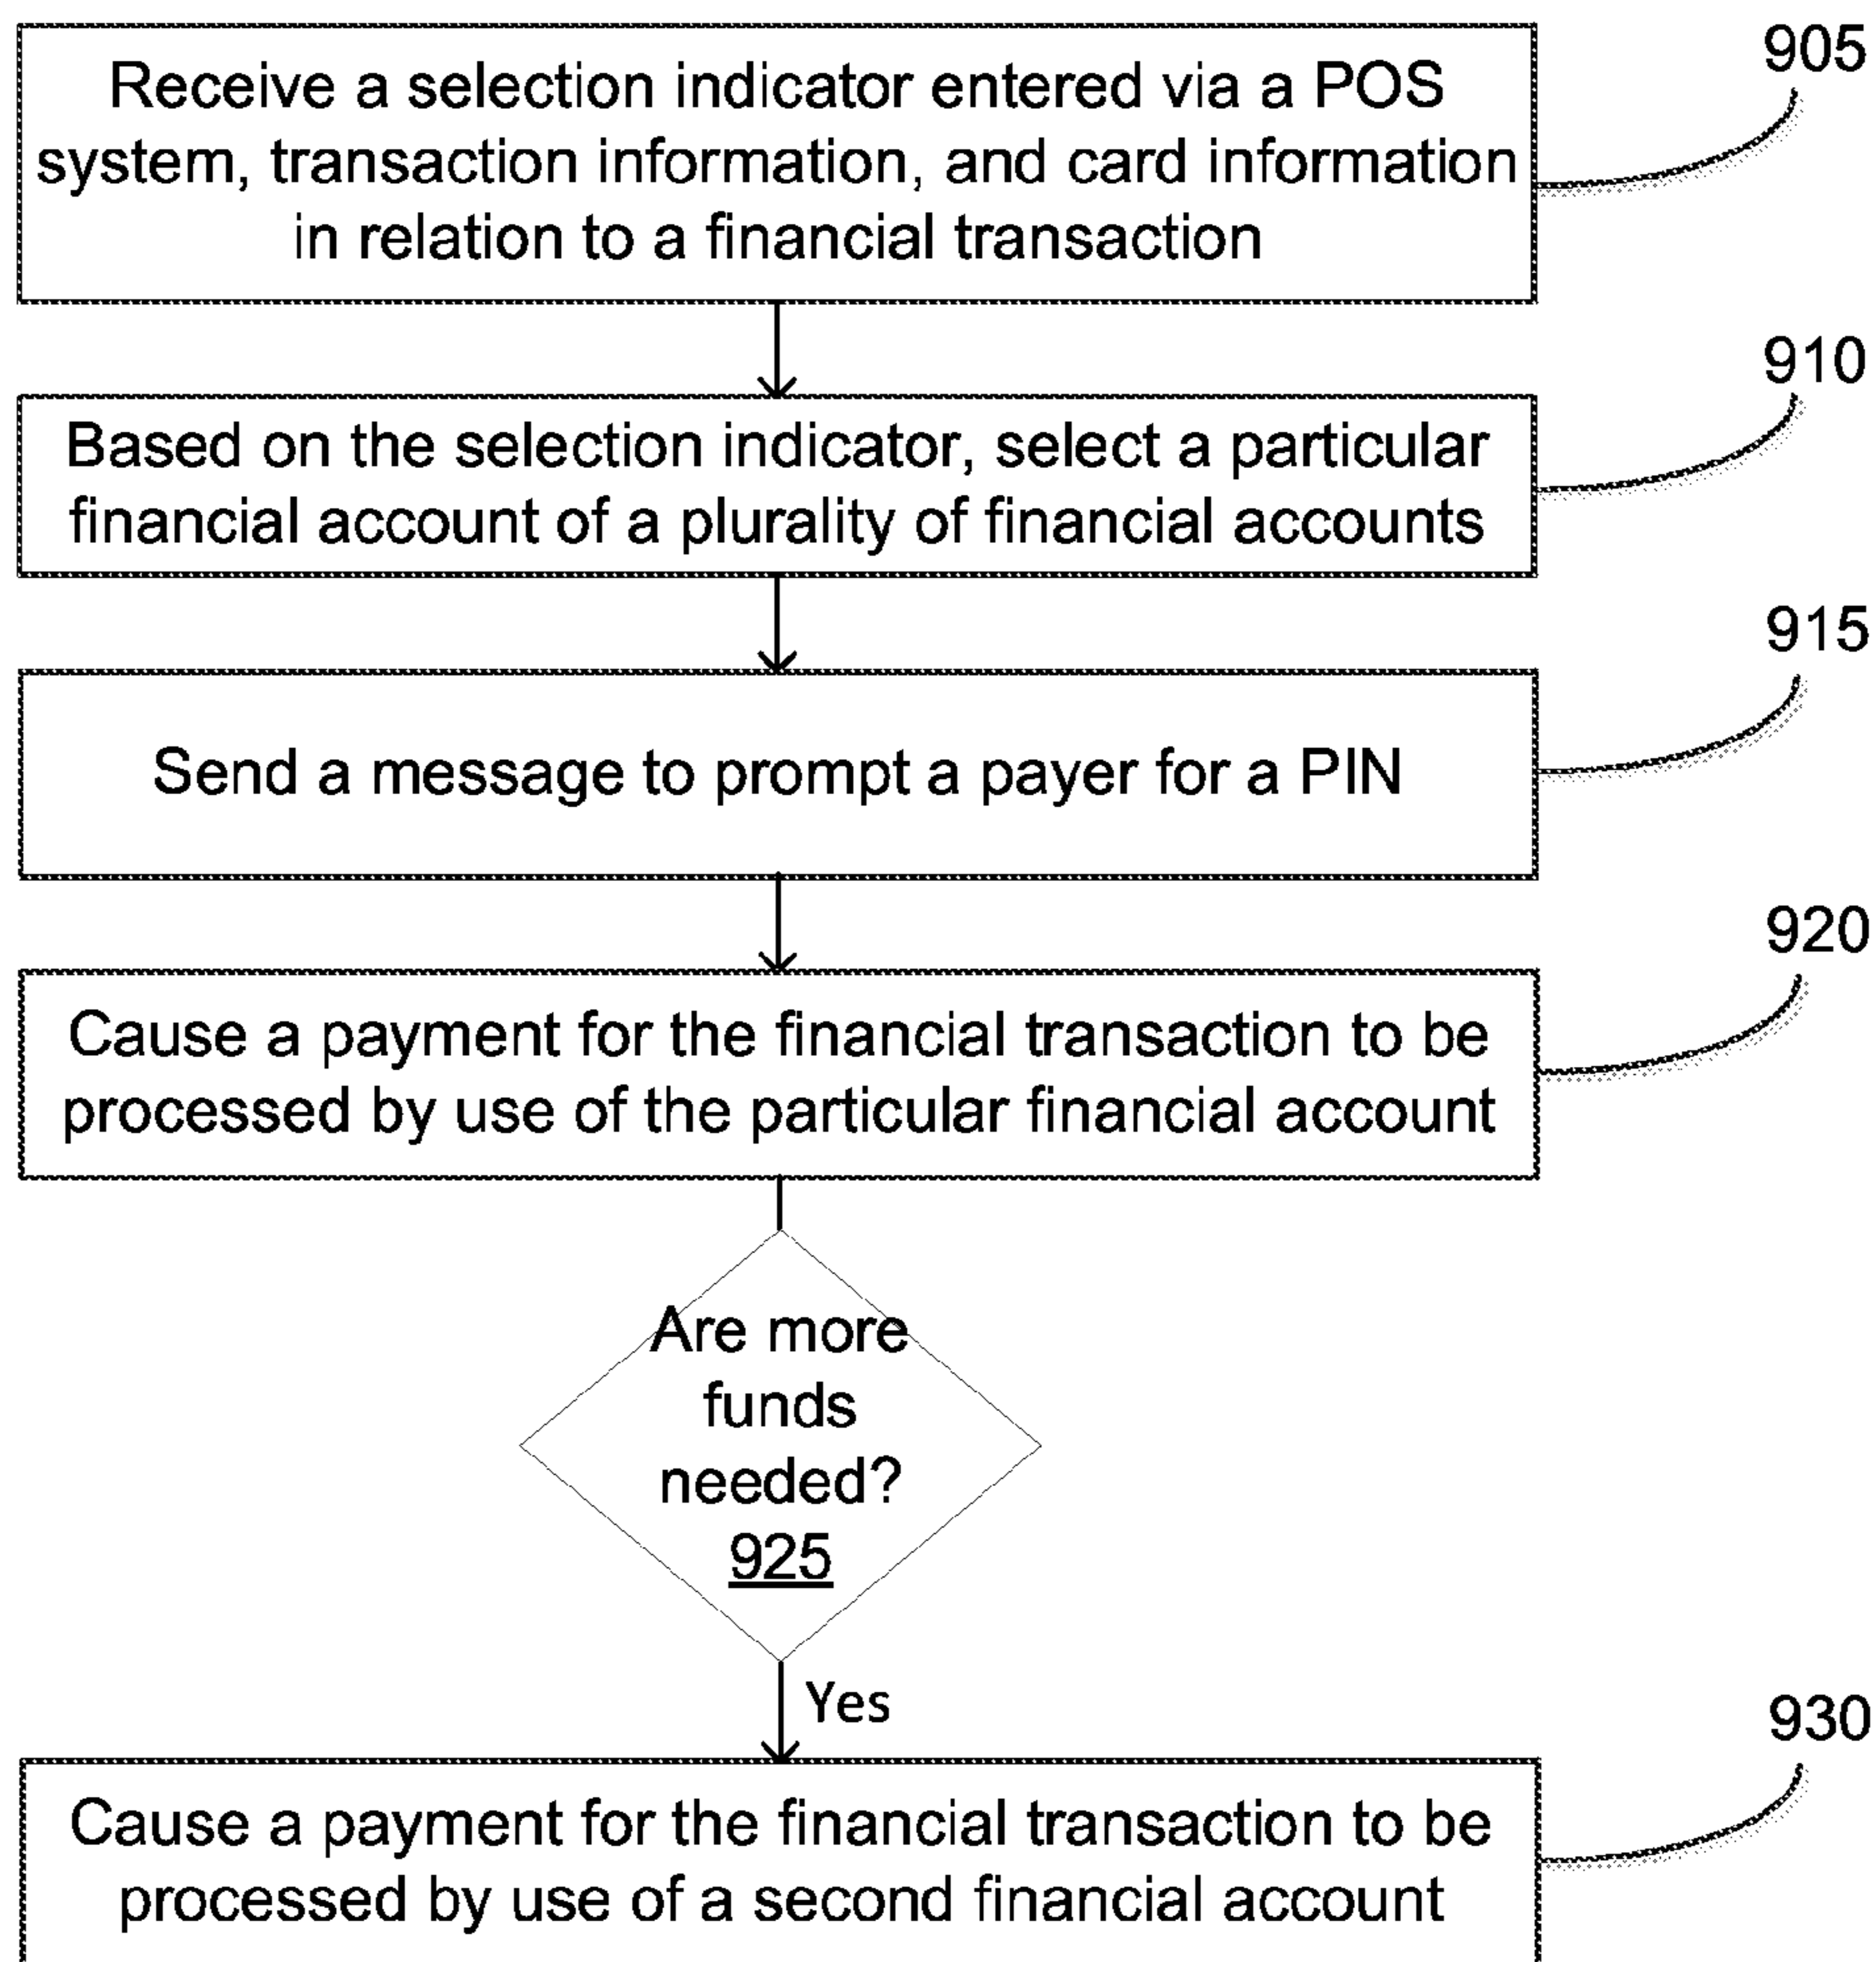 905
Receive a selection indicator entered via a POS
system, transaction information, and card information
in relation to a financial transaction
910
Based on the selection indicator, select a particular
financial account of a plurality of financial accounts
915
Send a message to prompt a payer for a PIN
920
Cause a payment for the financial transaction to be
processed by use of the particular financial account
Are more
funds
needed?
925
Yes
930
Cause a payment for the financial transaction to be
processed by use of a second financial account